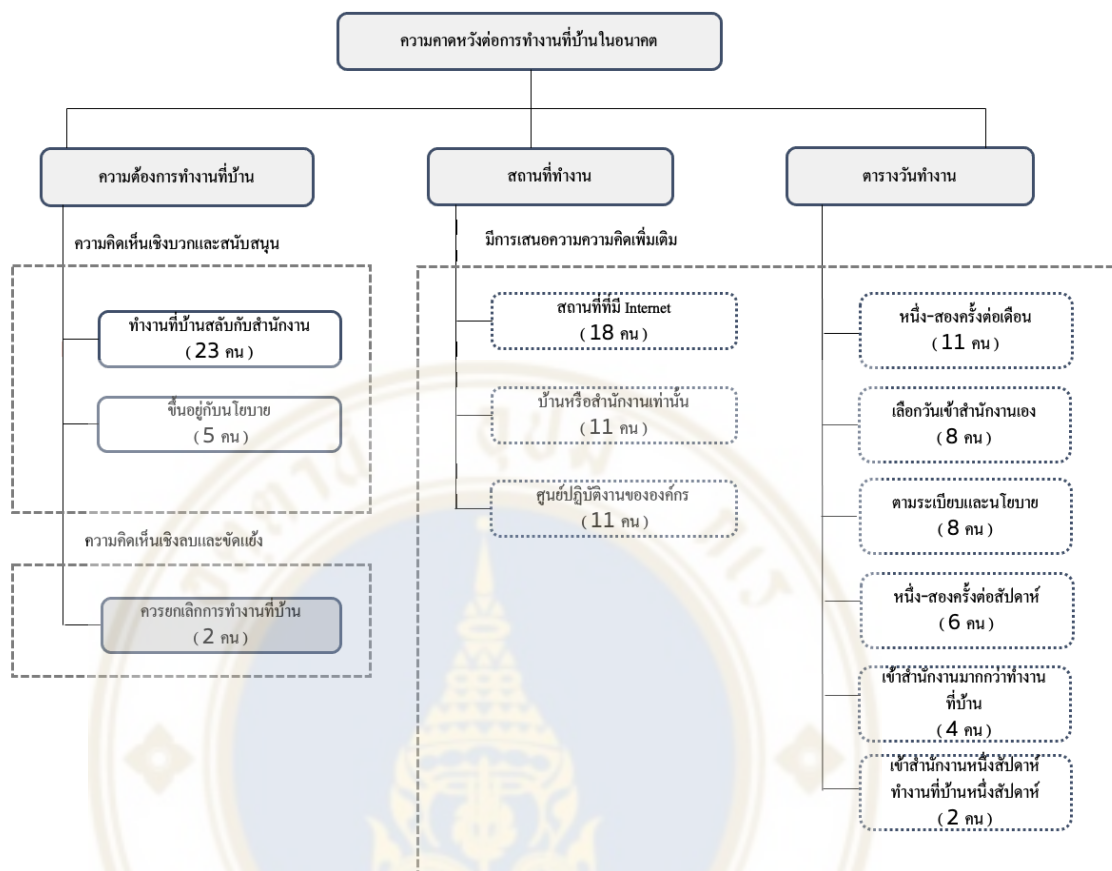 ความคาดหวังต่อการทำงานที่บ้านในอนาคต
ความต้องการทำงานที่บ้าน
ความคิดเห็นเชิงบวกและสนับสนุน
ทำงานที่บ้านสลับกับสำนักงาน
( 23 คน )
ขึ้นอยู่กับนโยบาย
( 5 คน )
ความคิดเห็นเชิงลบและขัดแย้ง
ควรยกเลิกการทำงานที่บ้าน
( 2 คน )
สถานที่ทำงาน
มีการเสนอความความคิดเพิ่มเติม
สถานที่ที่มี Internet
( 18 คน )
บ้านหรือสำนักงานเท่านั้น
( 11 คน )
ศูนย์ปฏิบัติงานขององค์กร
( 11 คน )
ตารางวันทำงาน
หนึ่ง-สองครั้งต่อเดือน
( 11 คน )
เลือกวันเข้าสำนักงานเอง
( 8 คน )
ตามระเบียบและนโยบาย
( 8 คน )
หนึ่ง-สองครั้งต่อสัปดาห์
( 6 คน )
เข้าสำนักงานมากกว่าทำงาน
ที่บ้าน
( 4 คน )
เข้าสำนักงานหนึ่งสัปดาห์
ทำงานที่บ้านหนึ่งสัปดาห์
( 2 คน )